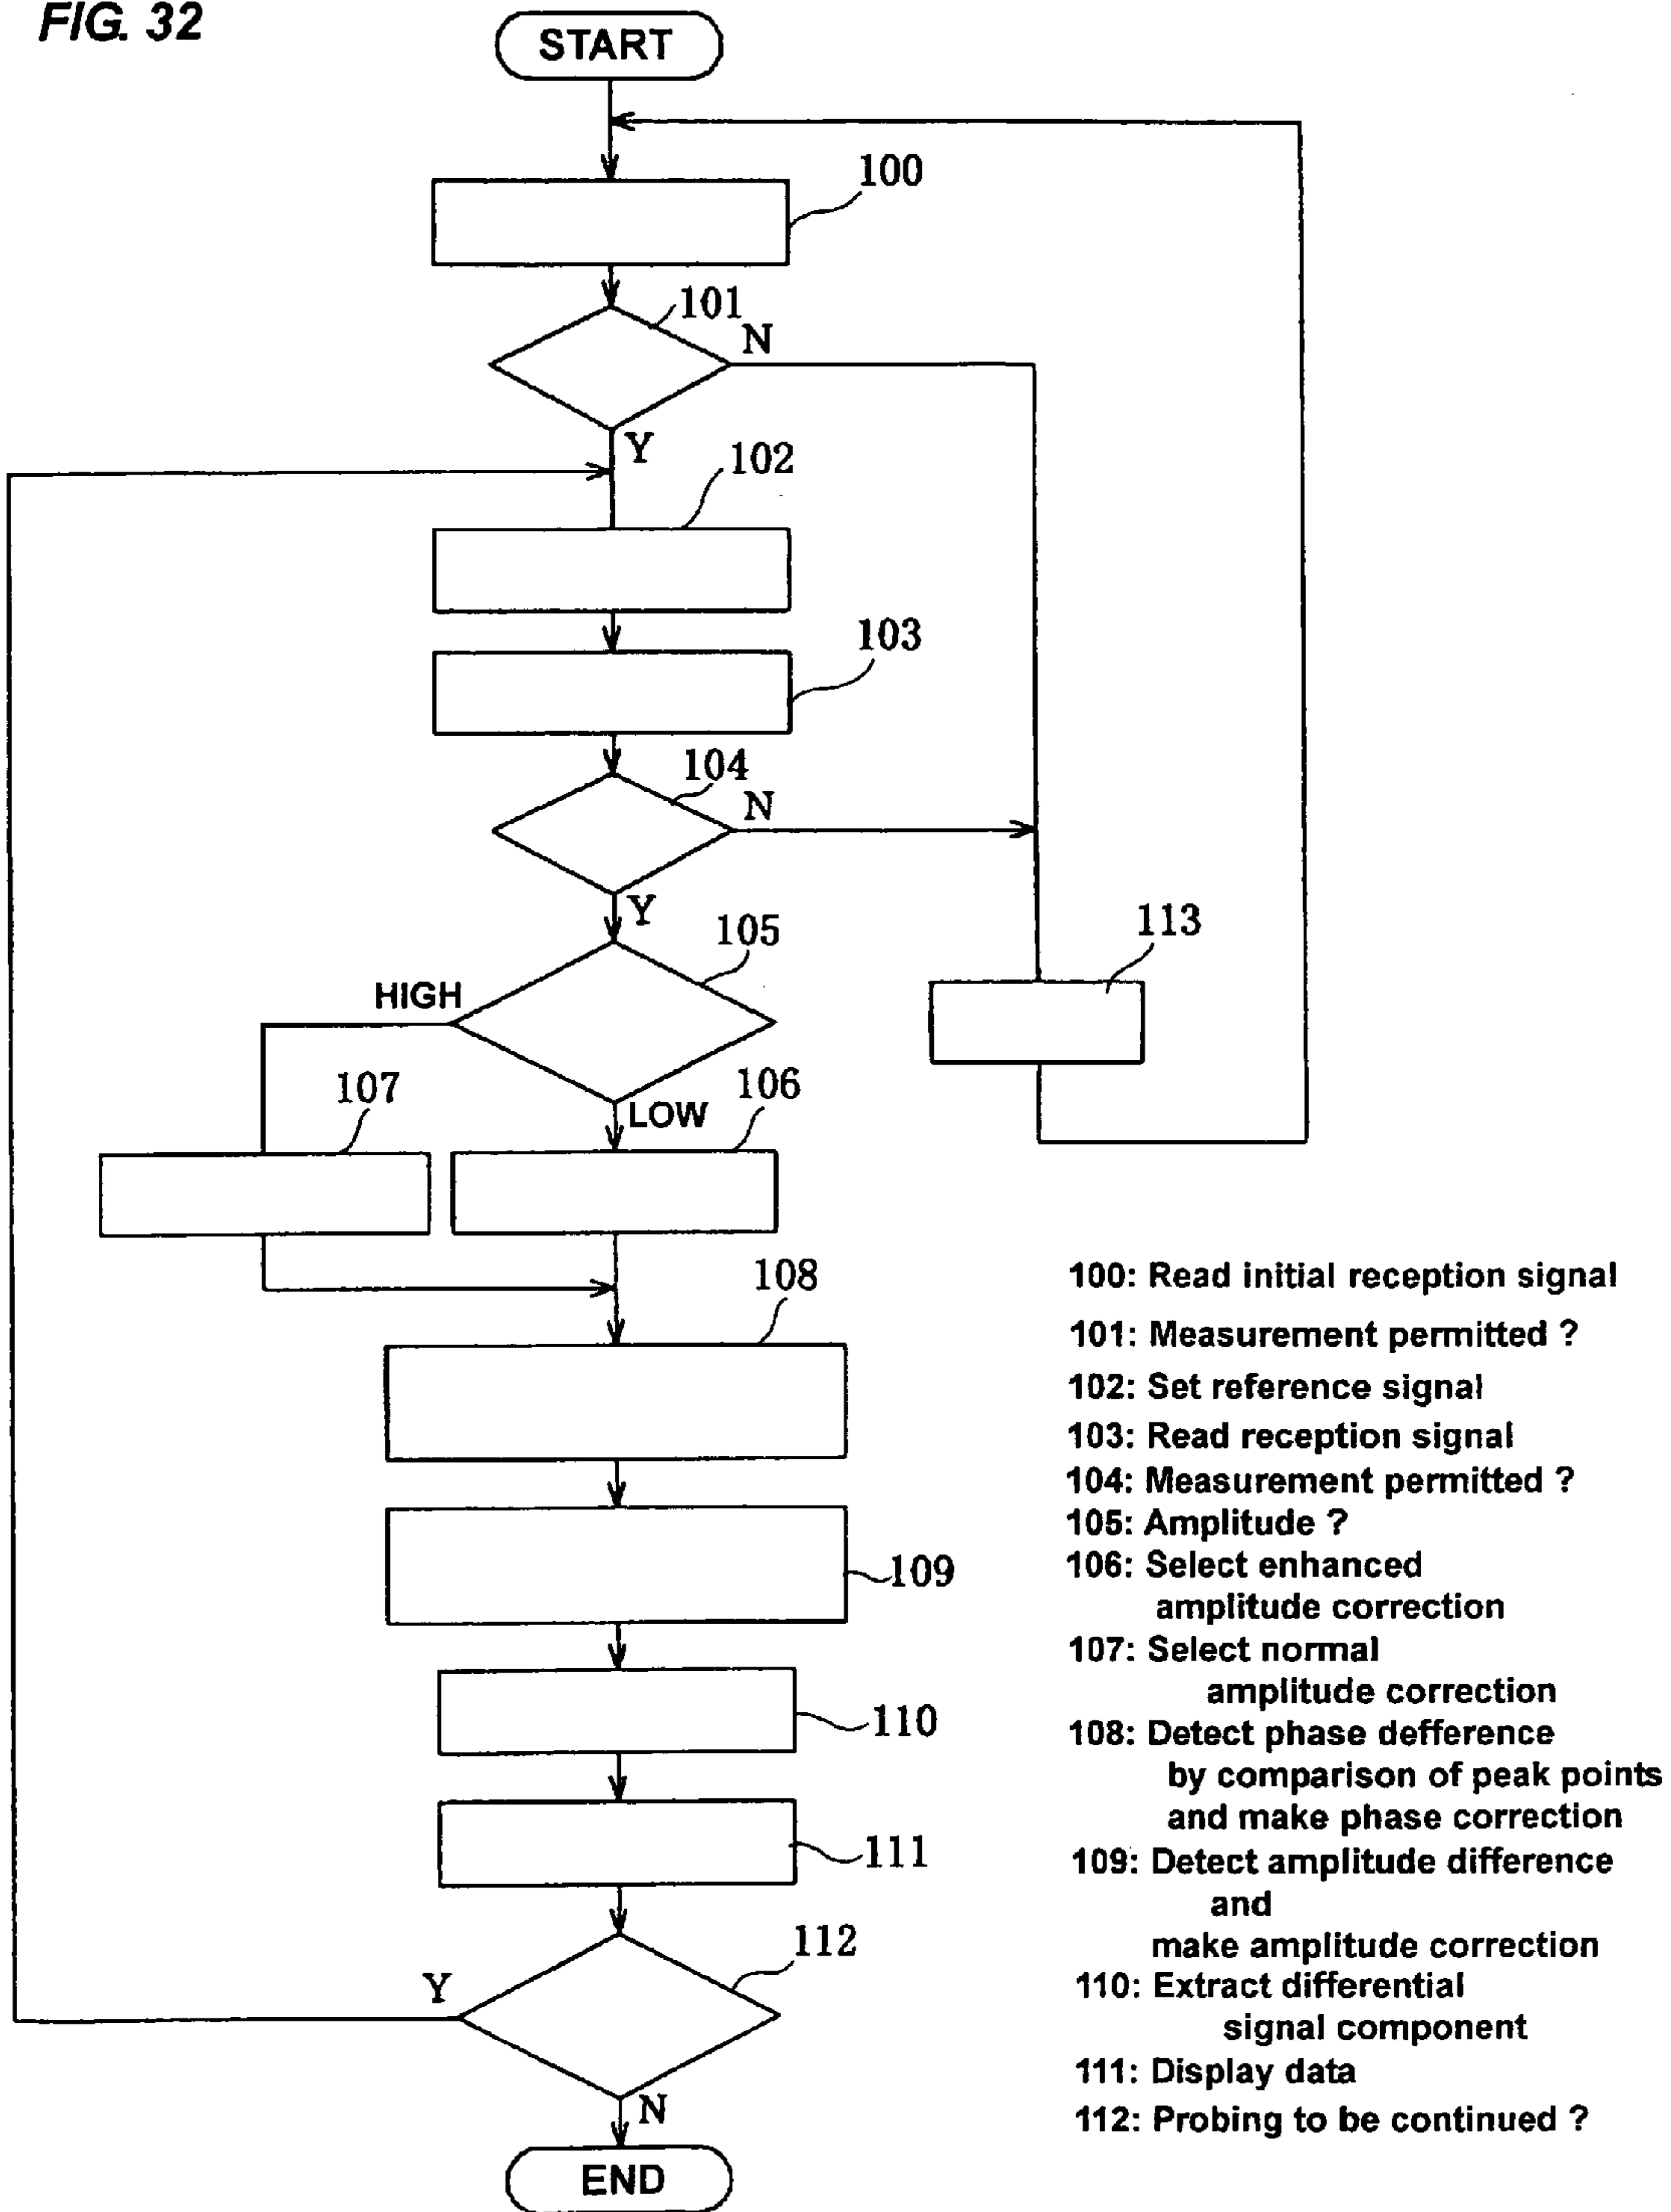 FIG. 32
START
100
101
N
Y
102
103
104
N
Y
105
113
HIGH
107
106
LOW
108
109
110
111
112
Y
N
END
100: Read initial reception signal
101: Measurement permitted ?
102: Set reference signal
103: Read reception signal
104: Measurement permitted ?
105: Amplitude ?
106: Select enhanced
amplitude correction
107: Select normal
amplitude correction
108: Detect phase defference
by comparison of peak points
and make phase correction
109: Detect amplitude difference
and
make amplitude correction
110: Extract differential
signal component
111: Display data
112: Probing to be continued ?